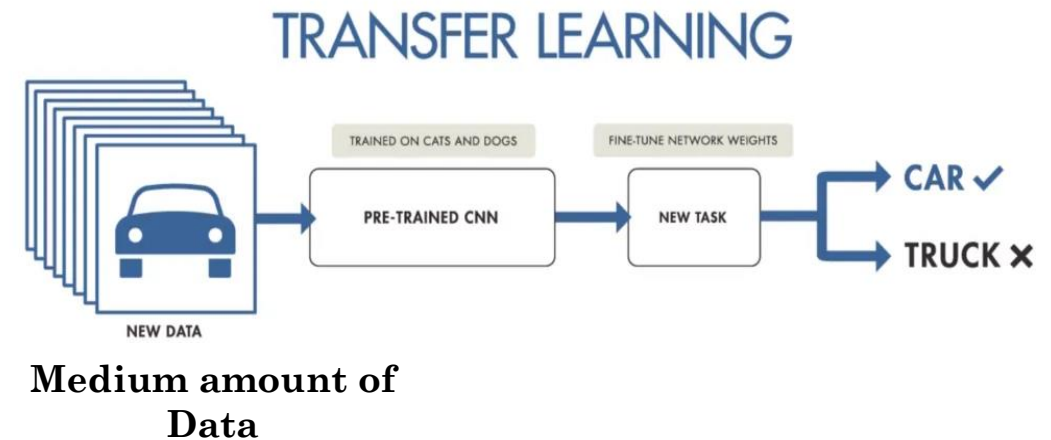 TRANSFER LEARNING
TRAINED ON CATS AND DOGS
FINE-TUNE NETWORK WEIGHTS
PRE-TRAINED CNN
NEW TASK
CAR ✓
TRUCK ✕
NEW DATA
Medium amount of
Data